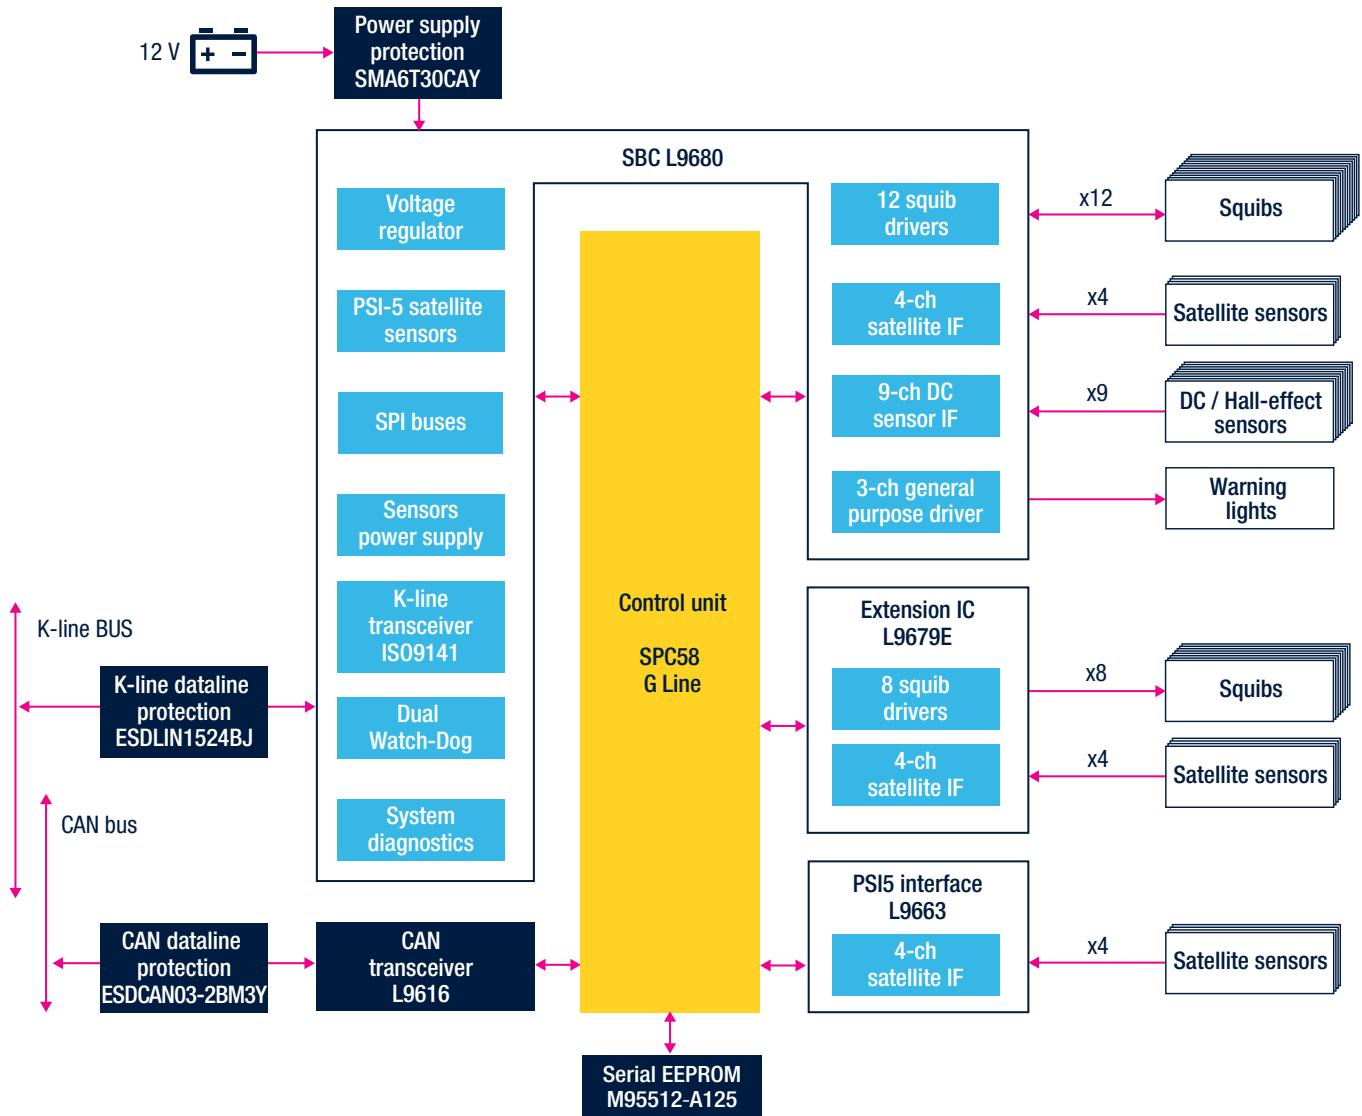 12 V
+ −
Power supply
protection
SMA6T30CAY
SBC L9680
Voltage
regulator
PSI-5 satellite
sensors
SPI buses
Sensors
power supply
K-line
transceiver
ISO9141
Dual
Watch-Dog
System
diagnostics
Control unit
SPC58
G Line
12 squib
drivers
4-ch
satellite IF
9-ch DC
sensor IF
3-ch general
purpose driver
x12
Squibs
x4
Satellite sensors
x9
DC / Hall-effect
sensors
Warning
lights
Extension IC
L9679E
8 squib
drivers
4-ch
satellite IF
x8
Squibs
x4
Satellite sensors
PSI5 interface
L9663
4-ch
satellite IF
x4
Satellite sensors
K-line BUS
K-line dataline
protection
ESDLIN1524BJ
CAN bus
CAN dataline
protection
ESDCAN03-2BM3Y
CAN
transceiver
L9616
Serial EEPROM
M95512-A125